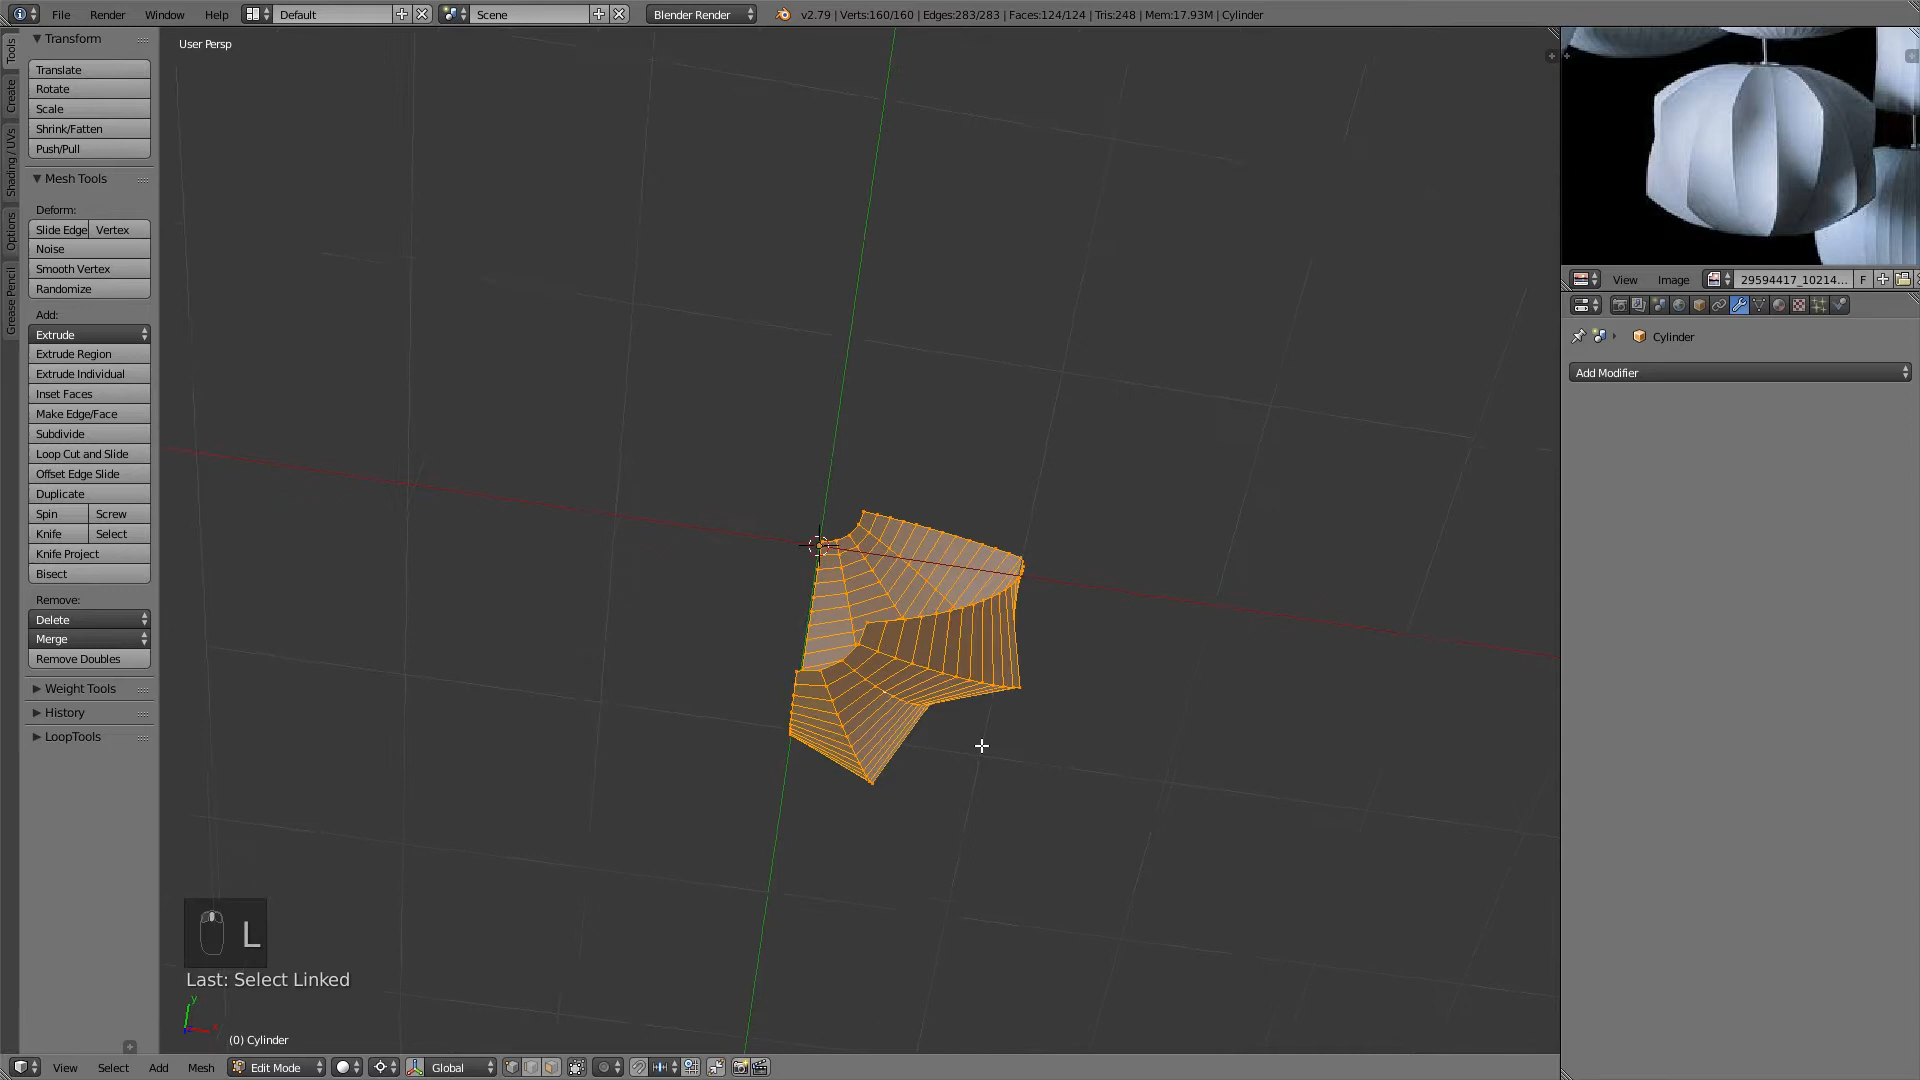 File Render Window Help Default Scene Blender Render v2.79 | Verts:160/160 | Edges:283/283 | Faces:124/124 | Tris:248 | Mem:17.93M | Cylinder
Tools
Create
Shading / UVs
Options
Grease Pencil
Transform
Translate
Rotate
Scale
Shrink/Fatten
Push/Pull
Mesh Tools
Deform:
Slide Edge Vertex
Noise
Smooth Vertex
Randomize
Add:
Extrude
Extrude Region
Extrude Individual
Inset Faces
Make Edge/Face
Subdivide
Loop Cut and Slide
Offset Edge Slide
Duplicate
Spin Screw
Knife Select
Knife Project
Bisect
Remove:
Delete
Merge
Remove Doubles
Weight Tools
History
LoopTools
User Persp
L
Last: Select Linked
y
x
(0) Cylinder
View Select Add Mesh Edit Mode Global
View Image 29594417_10214... F
Cylinder
Add Modifier